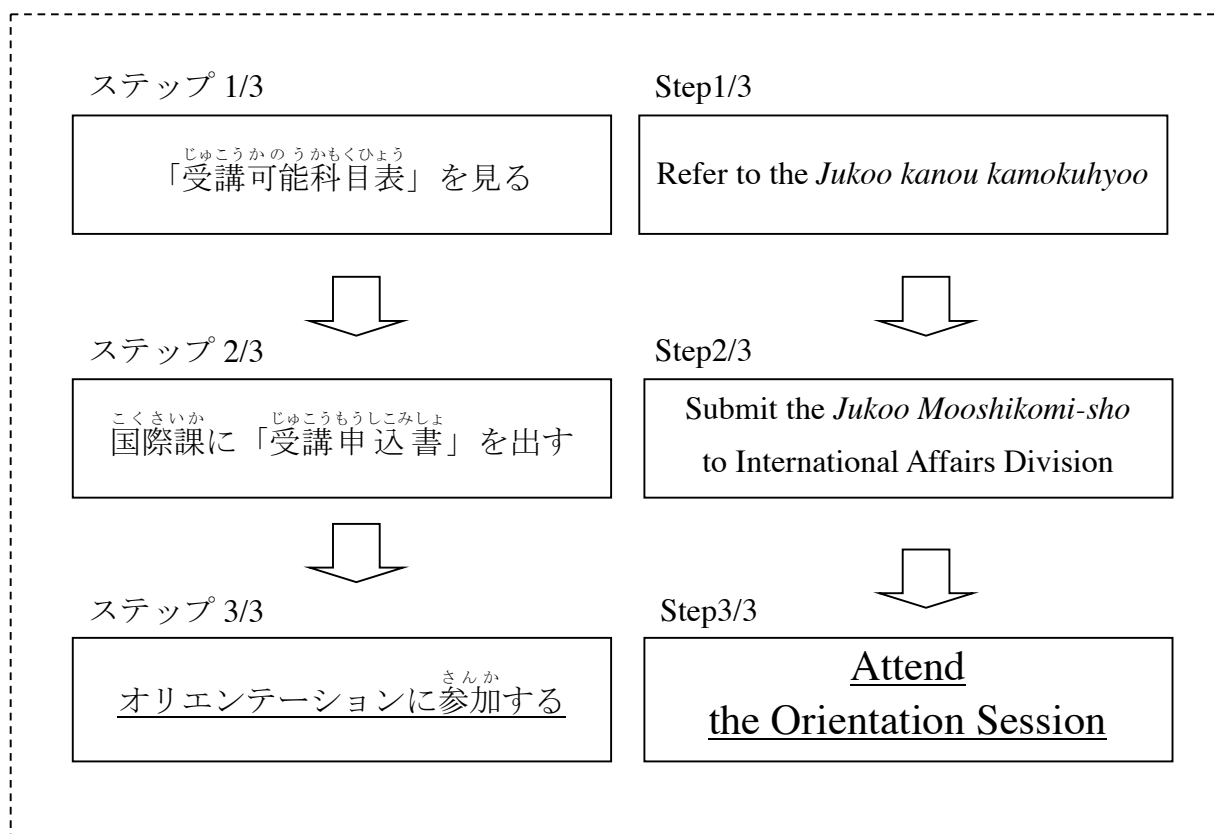 ステップ 1/3
じゅこうかのうかもくひょう
「受講可能科目表」を見る
ステップ 2/3
こくさいか じゅこうもうしこみしょ
国際課に「受講申込書」を出す
ステップ 3/3
さんか
オリエンテーションに参加する
Step1/3
Refer to the Jukoo kanou kamokuhyoo
Step2/3
Submit the Jukoo Mooshikomi-sho
to International Affairs Division
Step3/3
Attend
the Orientation Session